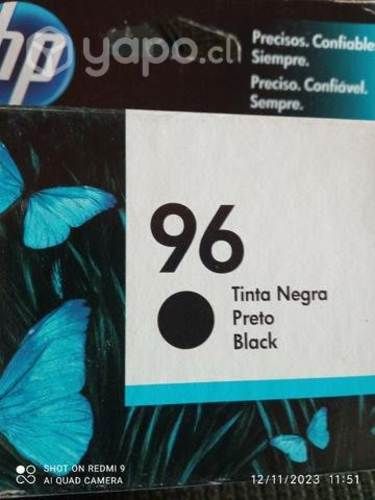 hp
yapo.cl
Precisos. Confiable
Siempre.
Preciso. Confiável.
Sempre.
96
Tinta Negra
Preto
Black
SHOT ON REDMI 9
AI QUAD CAMERA
12/11/2023 11:51